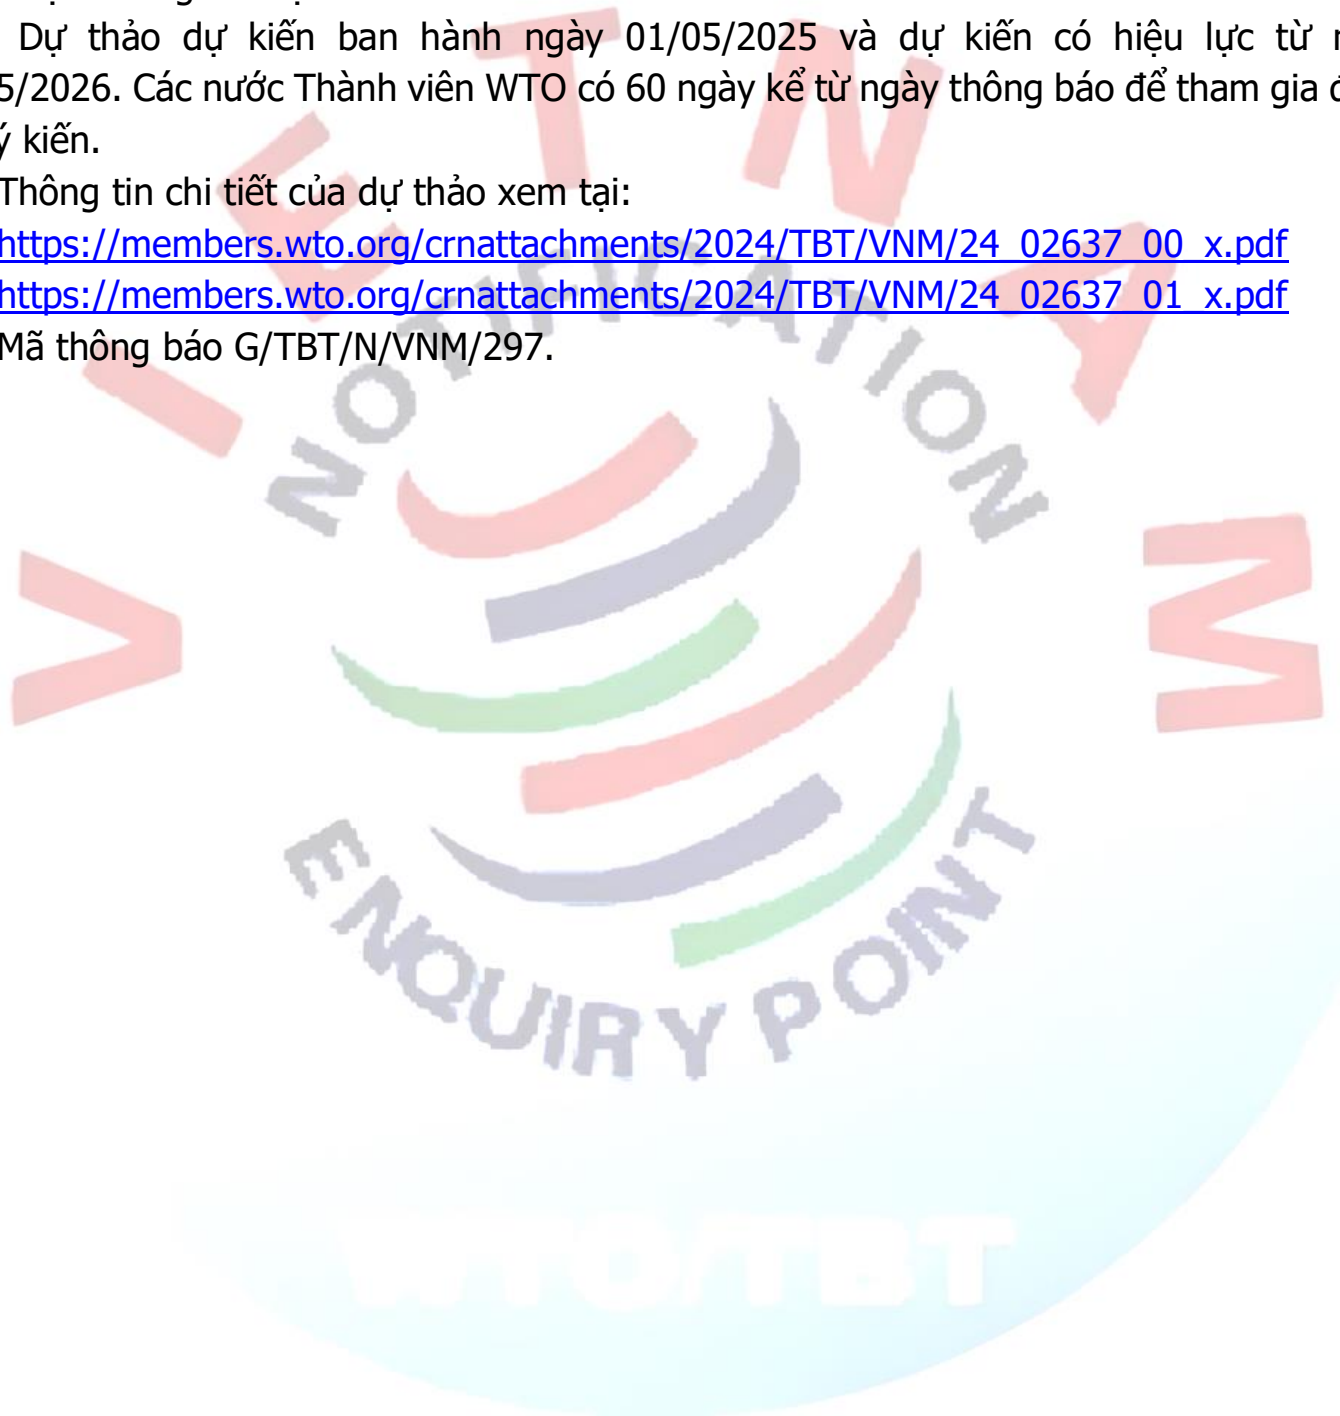 Dự thảo dự kiến ban hành ngày 01/05/2025 và dự kiến có hiệu lực từ
5/2026. Các nước Thành viên WTO có 60 ngày kể từ ngày thông báo để tham gia
ý kiến.
Thông tin chi tiết của dự thảo xem tại:
https://members.wto.org/crnattachments/2024/TBT/VNM/24_02637_00_x.pdf
https://members.wto.org/crnattachments/2024/TBT/VNM/24_02637_01_x.pdf
Mã thông báo G/TBT/N/VNM/297.
VIETNAM
NOTIFICATION
ENQUIRY POINT
WTO/TBT